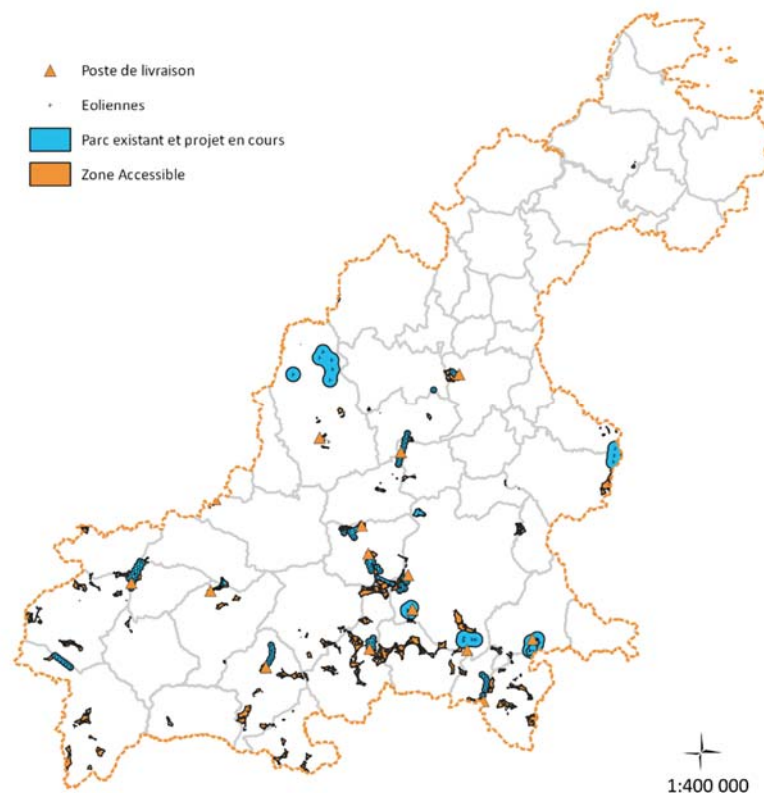 Poste de livraison
Eoliennes
Parc existant et projet en cours
Zone Accessible
1:400 000